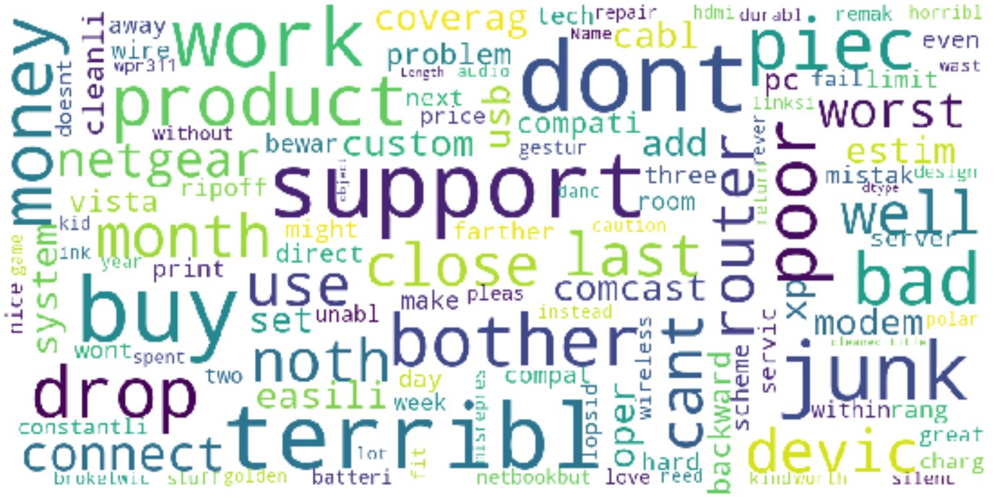 money
doesnt
cleanli
away
wire
wpr311
work
coverag
tech
repair
Name
cabl
hdmi
durabl
remak
horribl
piec
even
wast
problem
Length
audio
dont
pc
fail
limit
product
next
price
usb
compati
linksi
worst
without
bewar
custom
gestur
add
router
rever
return
poor
estim
netgear
ripoff
support
object
danc
three
room
mistak
design
dtype
well
server
vista
kid
ink
month
year
might
direct
farther
caution
close
last
nice
game
system
print
buy
use
make
pleas
comcast
xp
bad
set
unabl
instead
modem
polar
wont
spent
noth
bother
wireless
cant
scheme
servic
cleaned_title
junk
drop
two
easili
day
week
compat
misrepres
lopsid
oper
backward
within
rang
constantli
connect
terribl
lot
fit
hard
devic
great
charg
broketwic
stuff
golden
batteri
netbookbut
love
reed
kindworth
silenc